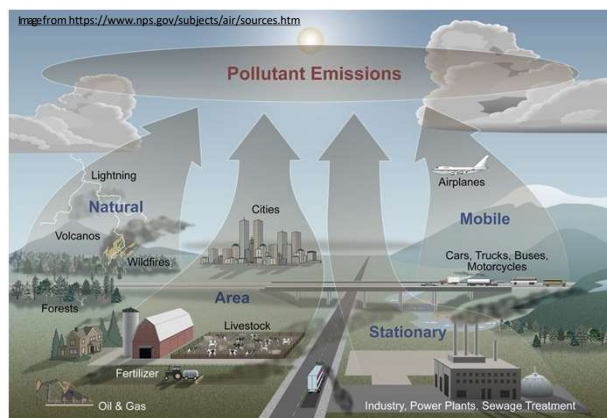 Image from https://www.nps.gov/subjects/air/sources.htm
Pollutant Emissions
Lightning
Natural
Volcanos
Wildfires
Cities
Airplanes
Mobile
Cars, Trucks, Buses,
Motorcycles
Area
Forests
Livestock
Stationary
Fertilizer
Oil & Gas
Industry, Power Plants, Sewage Treatment